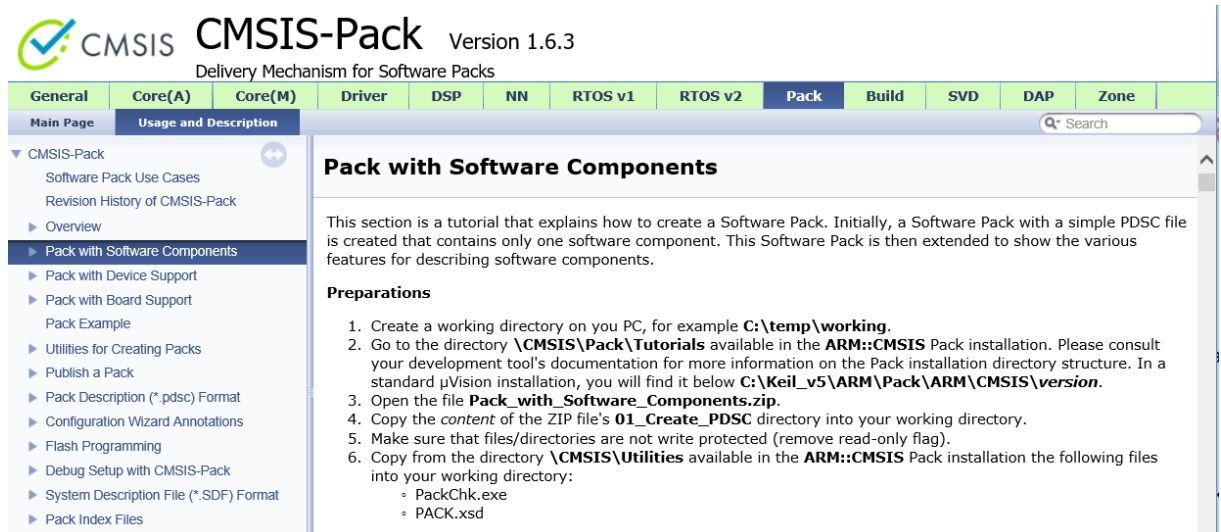 CMSIS
CMSIS-Pack Version 1.6.3
Delivery Mechanism for Software Packs
General Core(A) Core(M) Driver DSP NN RTOS v1 RTOS v2 Pack Build SVD DAP Zone
Main Page Usage and Description Search
CMSIS-Pack
Software Pack Use Cases
Revision History of CMSIS-Pack
Overview
Pack with Software Components
Pack with Device Support
Pack with Board Support
Pack Example
Utilities for Creating Packs
Publish a Pack
Pack Description (*.pdsc) Format
Configuration Wizard Annotations
Flash Programming
Debug Setup with CMSIS-Pack
System Description File (*.SDF) Format
Pack Index Files
Pack with Software Components
This section is a tutorial that explains how to create a Software Pack. Initially, a Software Pack with a simple PDSC file
is created that contains only one software component. This Software Pack is then extended to show the various
features for describing software components.
Preparations
1. Create a working directory on you PC, for example C:\temp\working.
2. Go to the directory \CMSIS\Pack\Tutorials available in the ARM::CMSIS Pack installation. Please consult
your development tool's documentation for more information on the Pack installation directory structure. In a
standard µVision installation, you will find it below C:\Keil_v5\ARM\Pack\ARM\CMSIS\version.
3. Open the file Pack_with_Software_Components.zip.
4. Copy the content of the ZIP file's 01_Create_PDSC directory into your working directory.
5. Make sure that files/directories are not write protected (remove read-only flag).
6. Copy from the directory \CMSIS\Utilities available in the ARM::CMSIS Pack installation the following files
into your working directory:
◦ PackChk.exe
◦ PACK.xsd